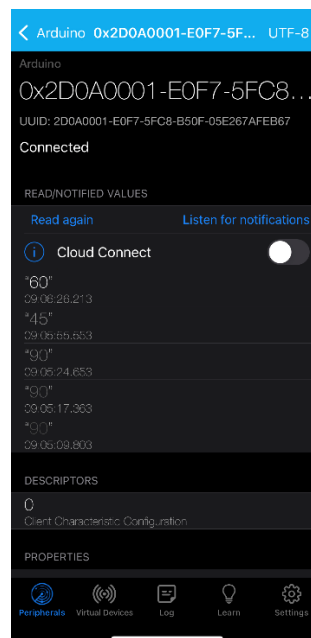 Arduino 0x2D0A0001-E0F7-5F... UTF-8
Arduino
0x2D0A0001-E0F7-5FC8...
UUID: 2D0A0001-E0F7-5FC8-B50F-05E267AFEB67
Connected
READ/NOTIFIED VALUES
Read again Listen for notifications
Cloud Connect
"60"
09:06:26.213
"45"
09:05:55.553
"90"
09:05:24.653
"90"
09:05:17.363
"90"
09:05:09.803
DESCRIPTORS
0
Client Characteristic Configuration
PROPERTIES
Peripherals Virtual Devices Log Learn Settings